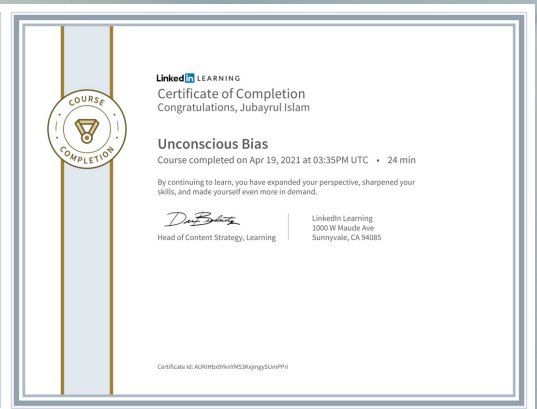 LinkedIn LEARNING
Certificate of Completion
Congratulations, Jubayrul Islam
COURSE
COMPLETION
Unconscious Bias
Course completed on Apr 19, 2021 at 03:35PM UTC • 24 min
By continuing to learn, you have expanded your perspective, sharpened your
skills, and made yourself even more in demand.
Head of Content Strategy, Learning
LinkedIn Learning
1000 W Maude Ave
Sunnyvale, CA 94085
Certificate Id: